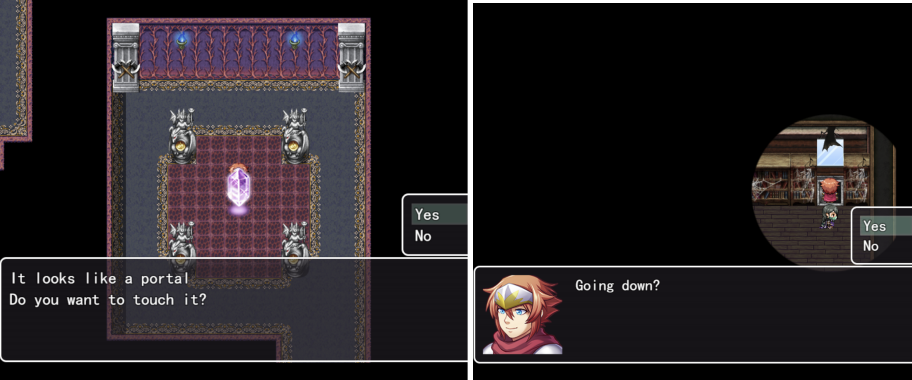 Yes
No
It looks like a portal
Do you want to touch it?
Yes
No
Going down?